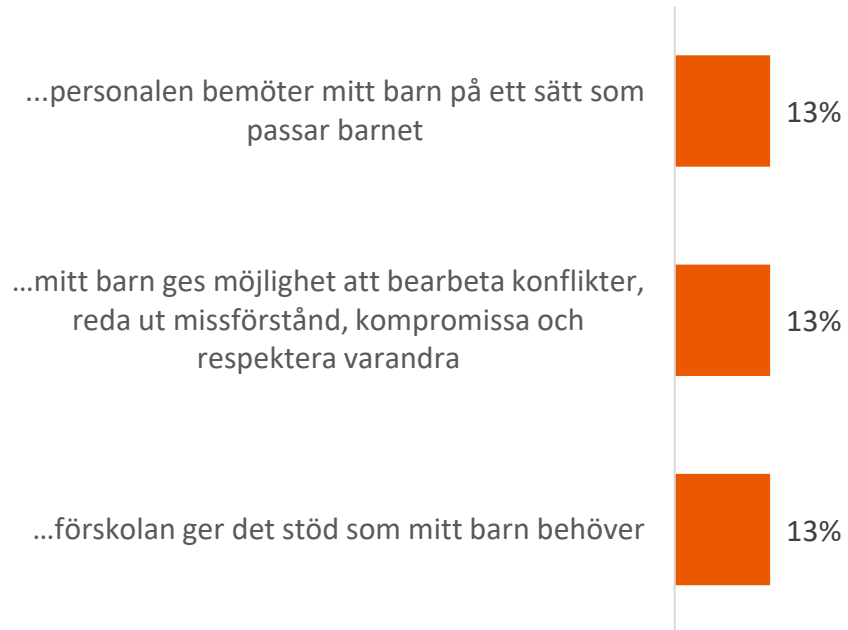 ...personalen bemöter mitt barn på ett sätt som
passar barnet
13%
...mitt barn ges möjlighet att bearbeta konflikter,
reda ut missförstånd, kompromissa och
respektera varandra
13%
...förskolan ger det stöd som mitt barn behöver
13%